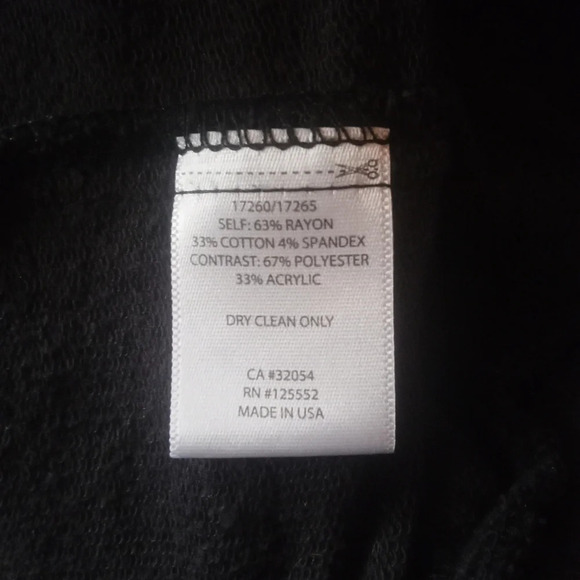 17260/17265
SELF: 63% RAYON
33% COTTON 4% SPANDEX
CONTRAST: 67% POLYESTER
33% ACRYLIC
DRY CLEAN ONLY
CA #32054
RN #125552
MADE IN USA